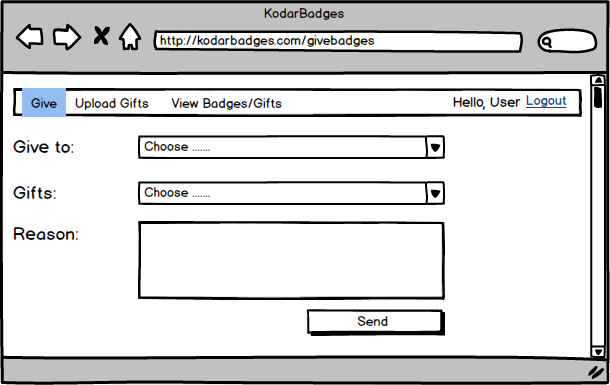 KodarBadges
http://kodarbadges.com/givebadges
Give Upload Gifts View Badges/Gifts Hello, User Logout
Give to: Choose .......
Gifts: Choose .......
Reason:
Send